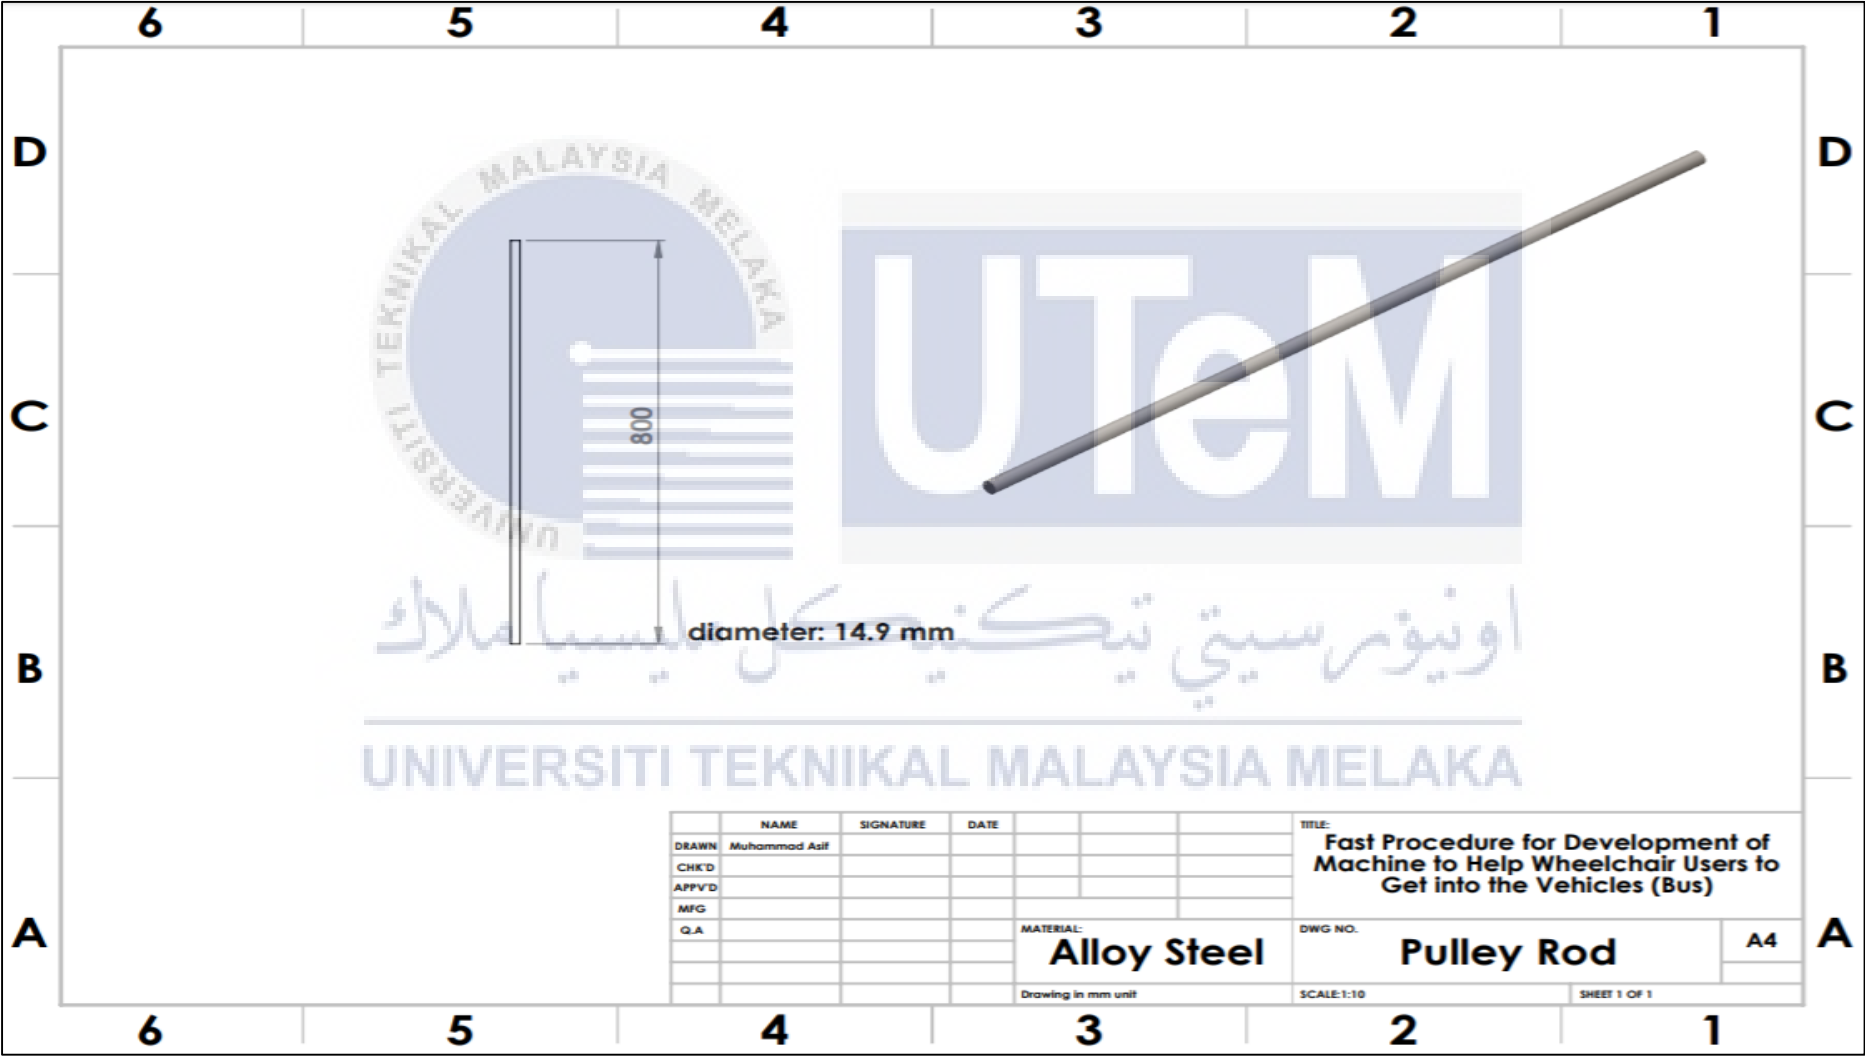 6 5 4 3 2 1
D D
C C
B B
A A
UNIVERSITI TEKNIKAL MALAYSIA MELAKA
UTeM
800
diameter: 14.9 mm
اونيۏرسيتي تيكنيكل مليسيا ملاك
UNIVERSITI TEKNIKAL MALAYSIA MELAKA
NAME SIGNATURE DATE
DRAWN Muhammad Asif
CHK'D
APPV'D
MFG
Q.A
TITLE:
Fast Procedure for Development of
Machine to Help Wheelchair Users to
Get into the Vehicles (Bus)
MATERIAL:
Alloy Steel
DWG NO.
Pulley Rod
A4
Drawing in mm unit
SCALE:1:10
SHEET 1 OF 1
6 5 4 3 2 1